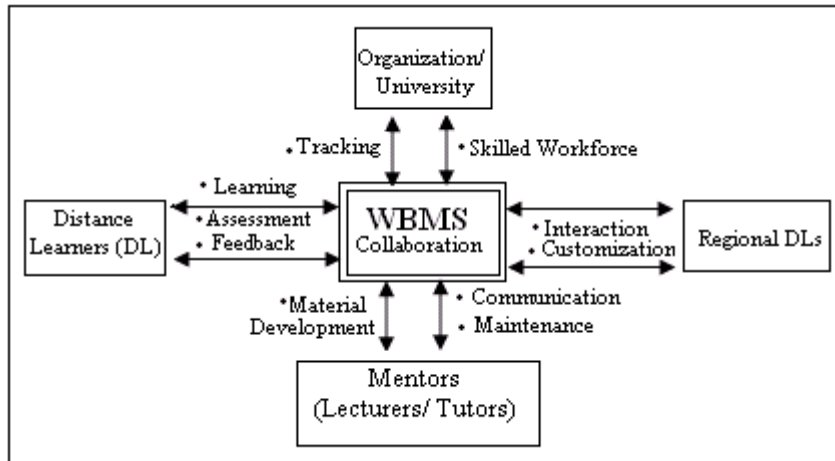 Organization/
University
• Tracking
• Skilled Workforce
• Learning
• Assessment
• Feedback
Distance
Learners (DL)
WBMS
Collaboration
• Interaction
• Customization
Regional DLs
• Material
Development
• Communication
• Maintenance
Mentors
(Lecturers/ Tutors)